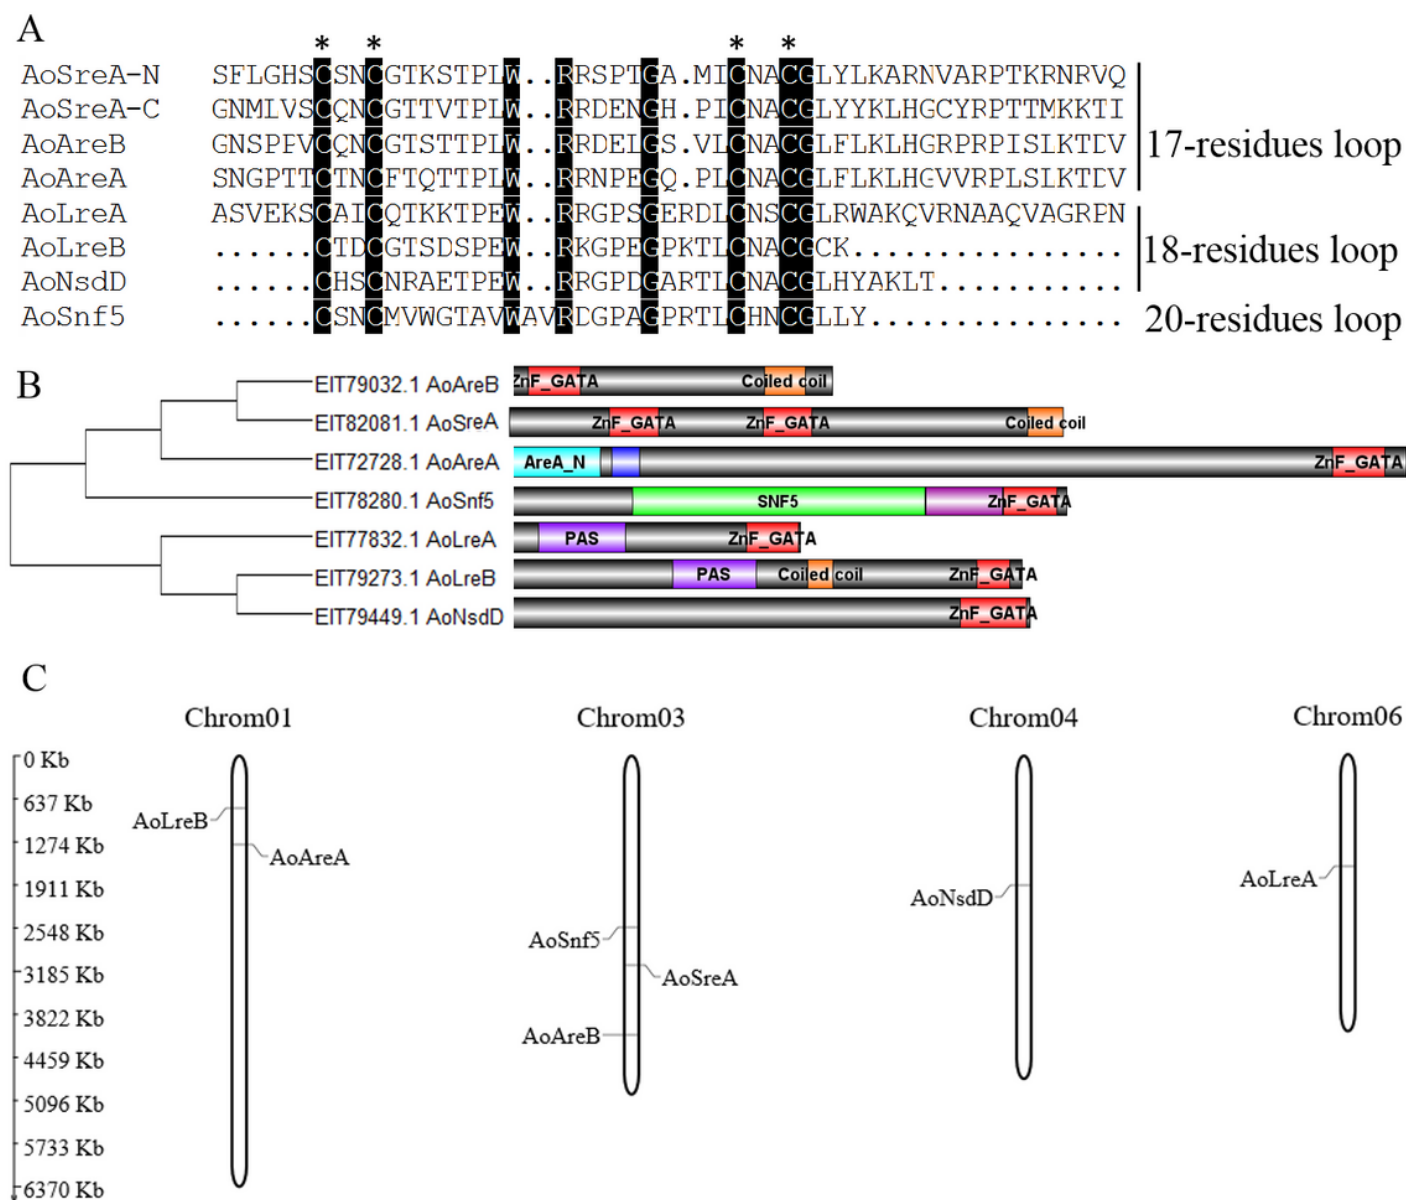 A
* * * *
AoSreA-N SFLGHSCSNCGTKSTPLW..RRSPTGA.MICNACGLYLKARNVARPTKRNRVQ
AoSreA-C GNMLVSCQNCGTTVTPLW..RRDENGH.PICNACGLYYKLHGCYRPTTMKKTI
AoAreB GNSPPVCQNCGTSTTPLW..RRDELGS.VLCNACGLFLKLHGRPRPISLKTDV
AoAreA SNGPTTCTNCFTQTTPLW..RRNPEGQ.PLCNACGLFLKLHGVVRPLSLKTDV
17-residues loop
AoLreA ASVEKSCAICQTKKTPEW..RRGPSGERDLCNSCGLRWAKQVRNAAQVAGRPN
AoLreB ......CTDCGTSDSPEW..RKGPEGPKTLCNACGCK................
AoNsdD ......CHSCNRAETPEW..RRGPDGARTLCNACGLHYAKLT...........
18-residues loop
AoSnf5 ......CSNCMVWGTAVWAVRDGPAGPRTLCHNCGLLY...............
20-residues loop
B
EIT79032.1 AoAreB ZnF_GATA Coiled coil
EIT82081.1 AoSreA ZnF_GATA ZnF_GATA Coiled coil
EIT72728.1 AoAreA AreA_N ZnF_GATA
EIT78280.1 AoSnf5 SNF5 ZnF_GATA
EIT77832.1 AoLreA PAS ZnF_GATA
EIT79273.1 AoLreB PAS Coiled coil ZnF_GATA
EIT79449.1 AoNsdD ZnF_GATA
C
Chrom01 Chrom03 Chrom04 Chrom06
0 Kb
637 Kb
1274 Kb
1911 Kb
2548 Kb
3185 Kb
3822 Kb
4459 Kb
5096 Kb
5733 Kb
6370 Kb
AoLreB
AoAreA
AoSnf5
AoSreA
AoAreB
AoNsdD
AoLreA